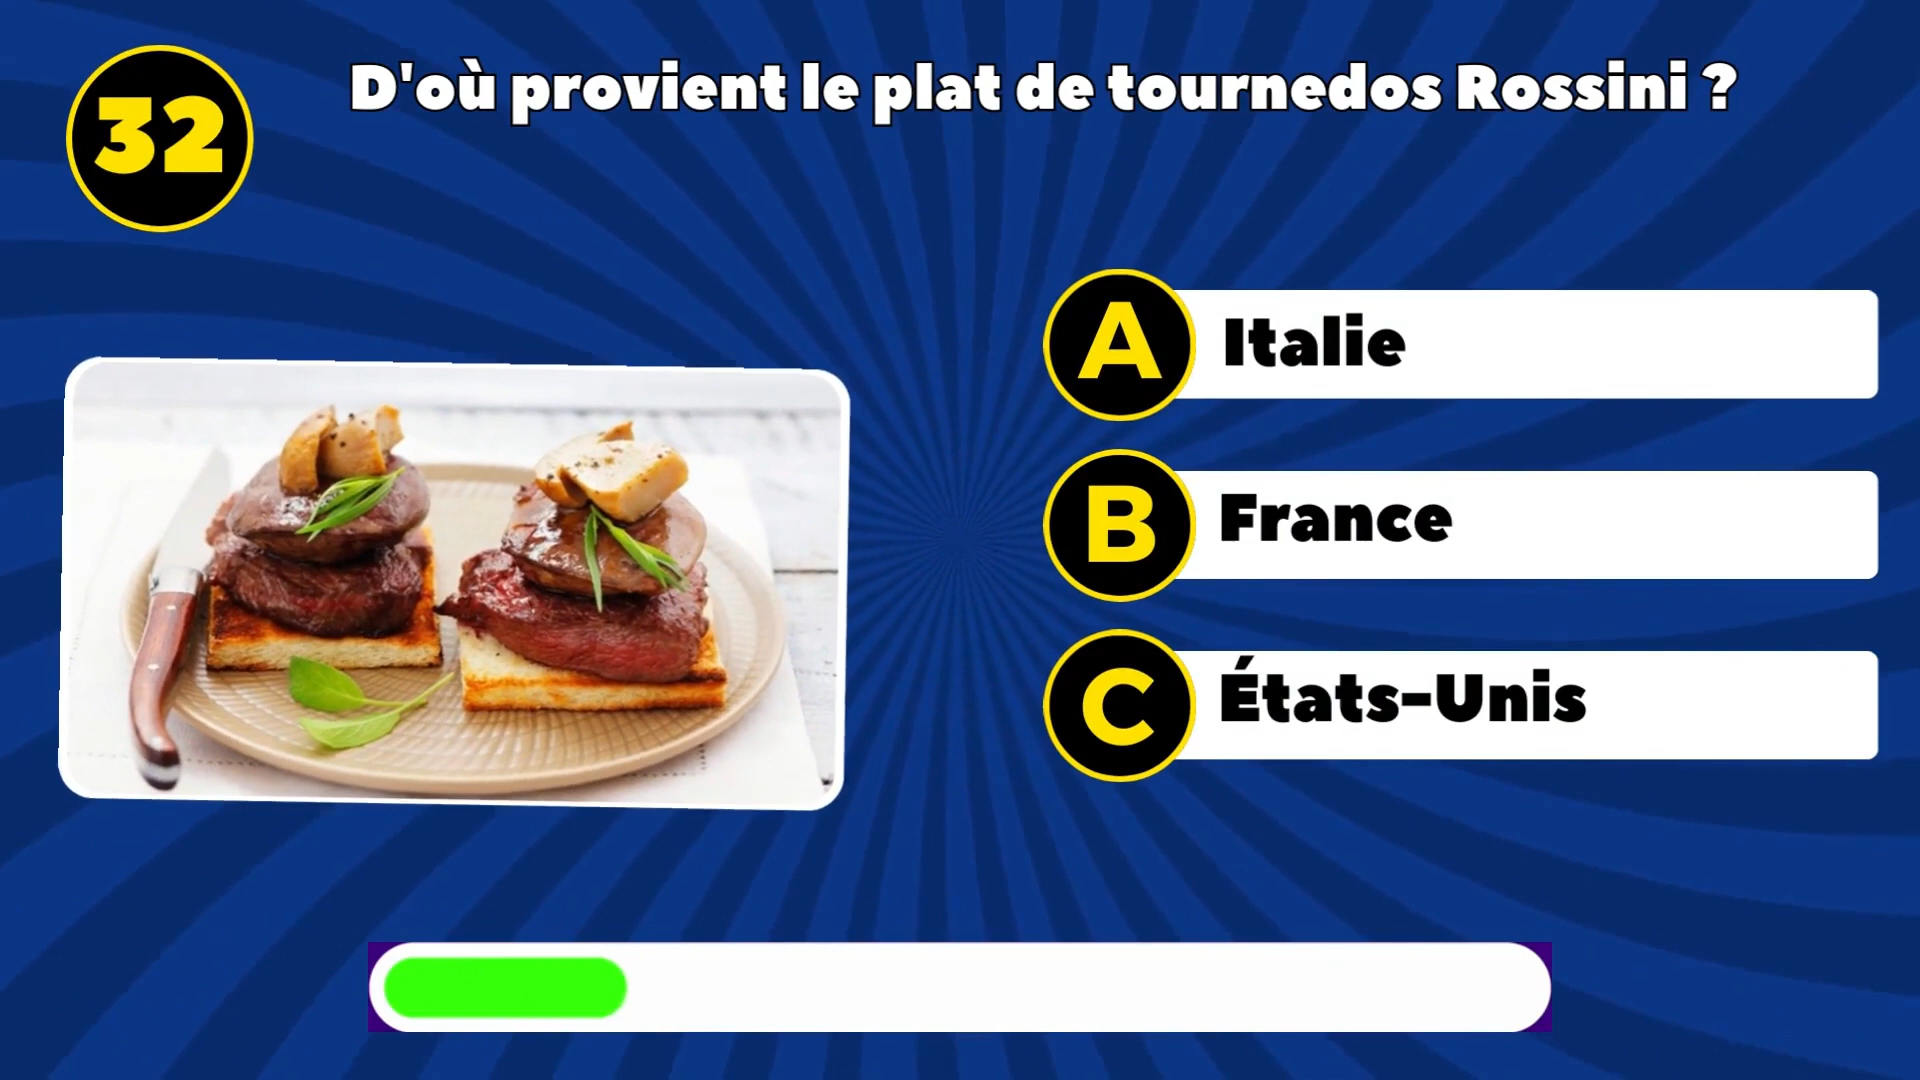 32
D'où provient le plat de tournedos Rossini ?
A Italie
B France
C États-Unis